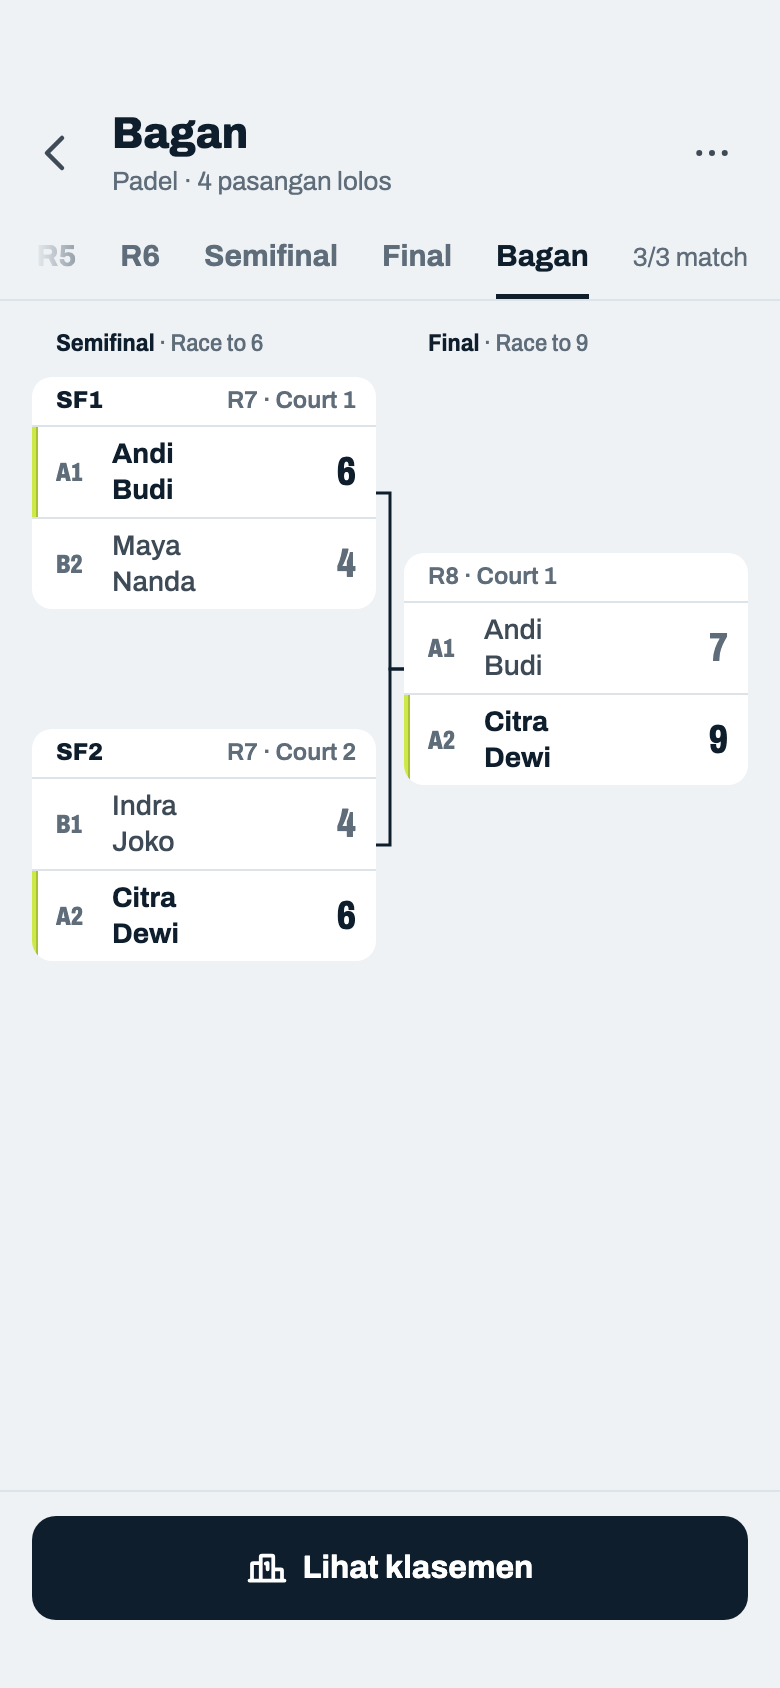 Bagan
Padel · 4 pasangan lolos
R5 R6 Semifinal Final Bagan 3/3 match
Semifinal · Race to 6
SF1 R7 · Court 1
A1 Andi Budi 6
B2 Maya Nanda 4
SF2 R7 · Court 2
B1 Indra Joko 4
A2 Citra Dewi 6
Final · Race to 9
R8 · Court 1
A1 Andi Budi 7
A2 Citra Dewi 9
Lihat klasemen